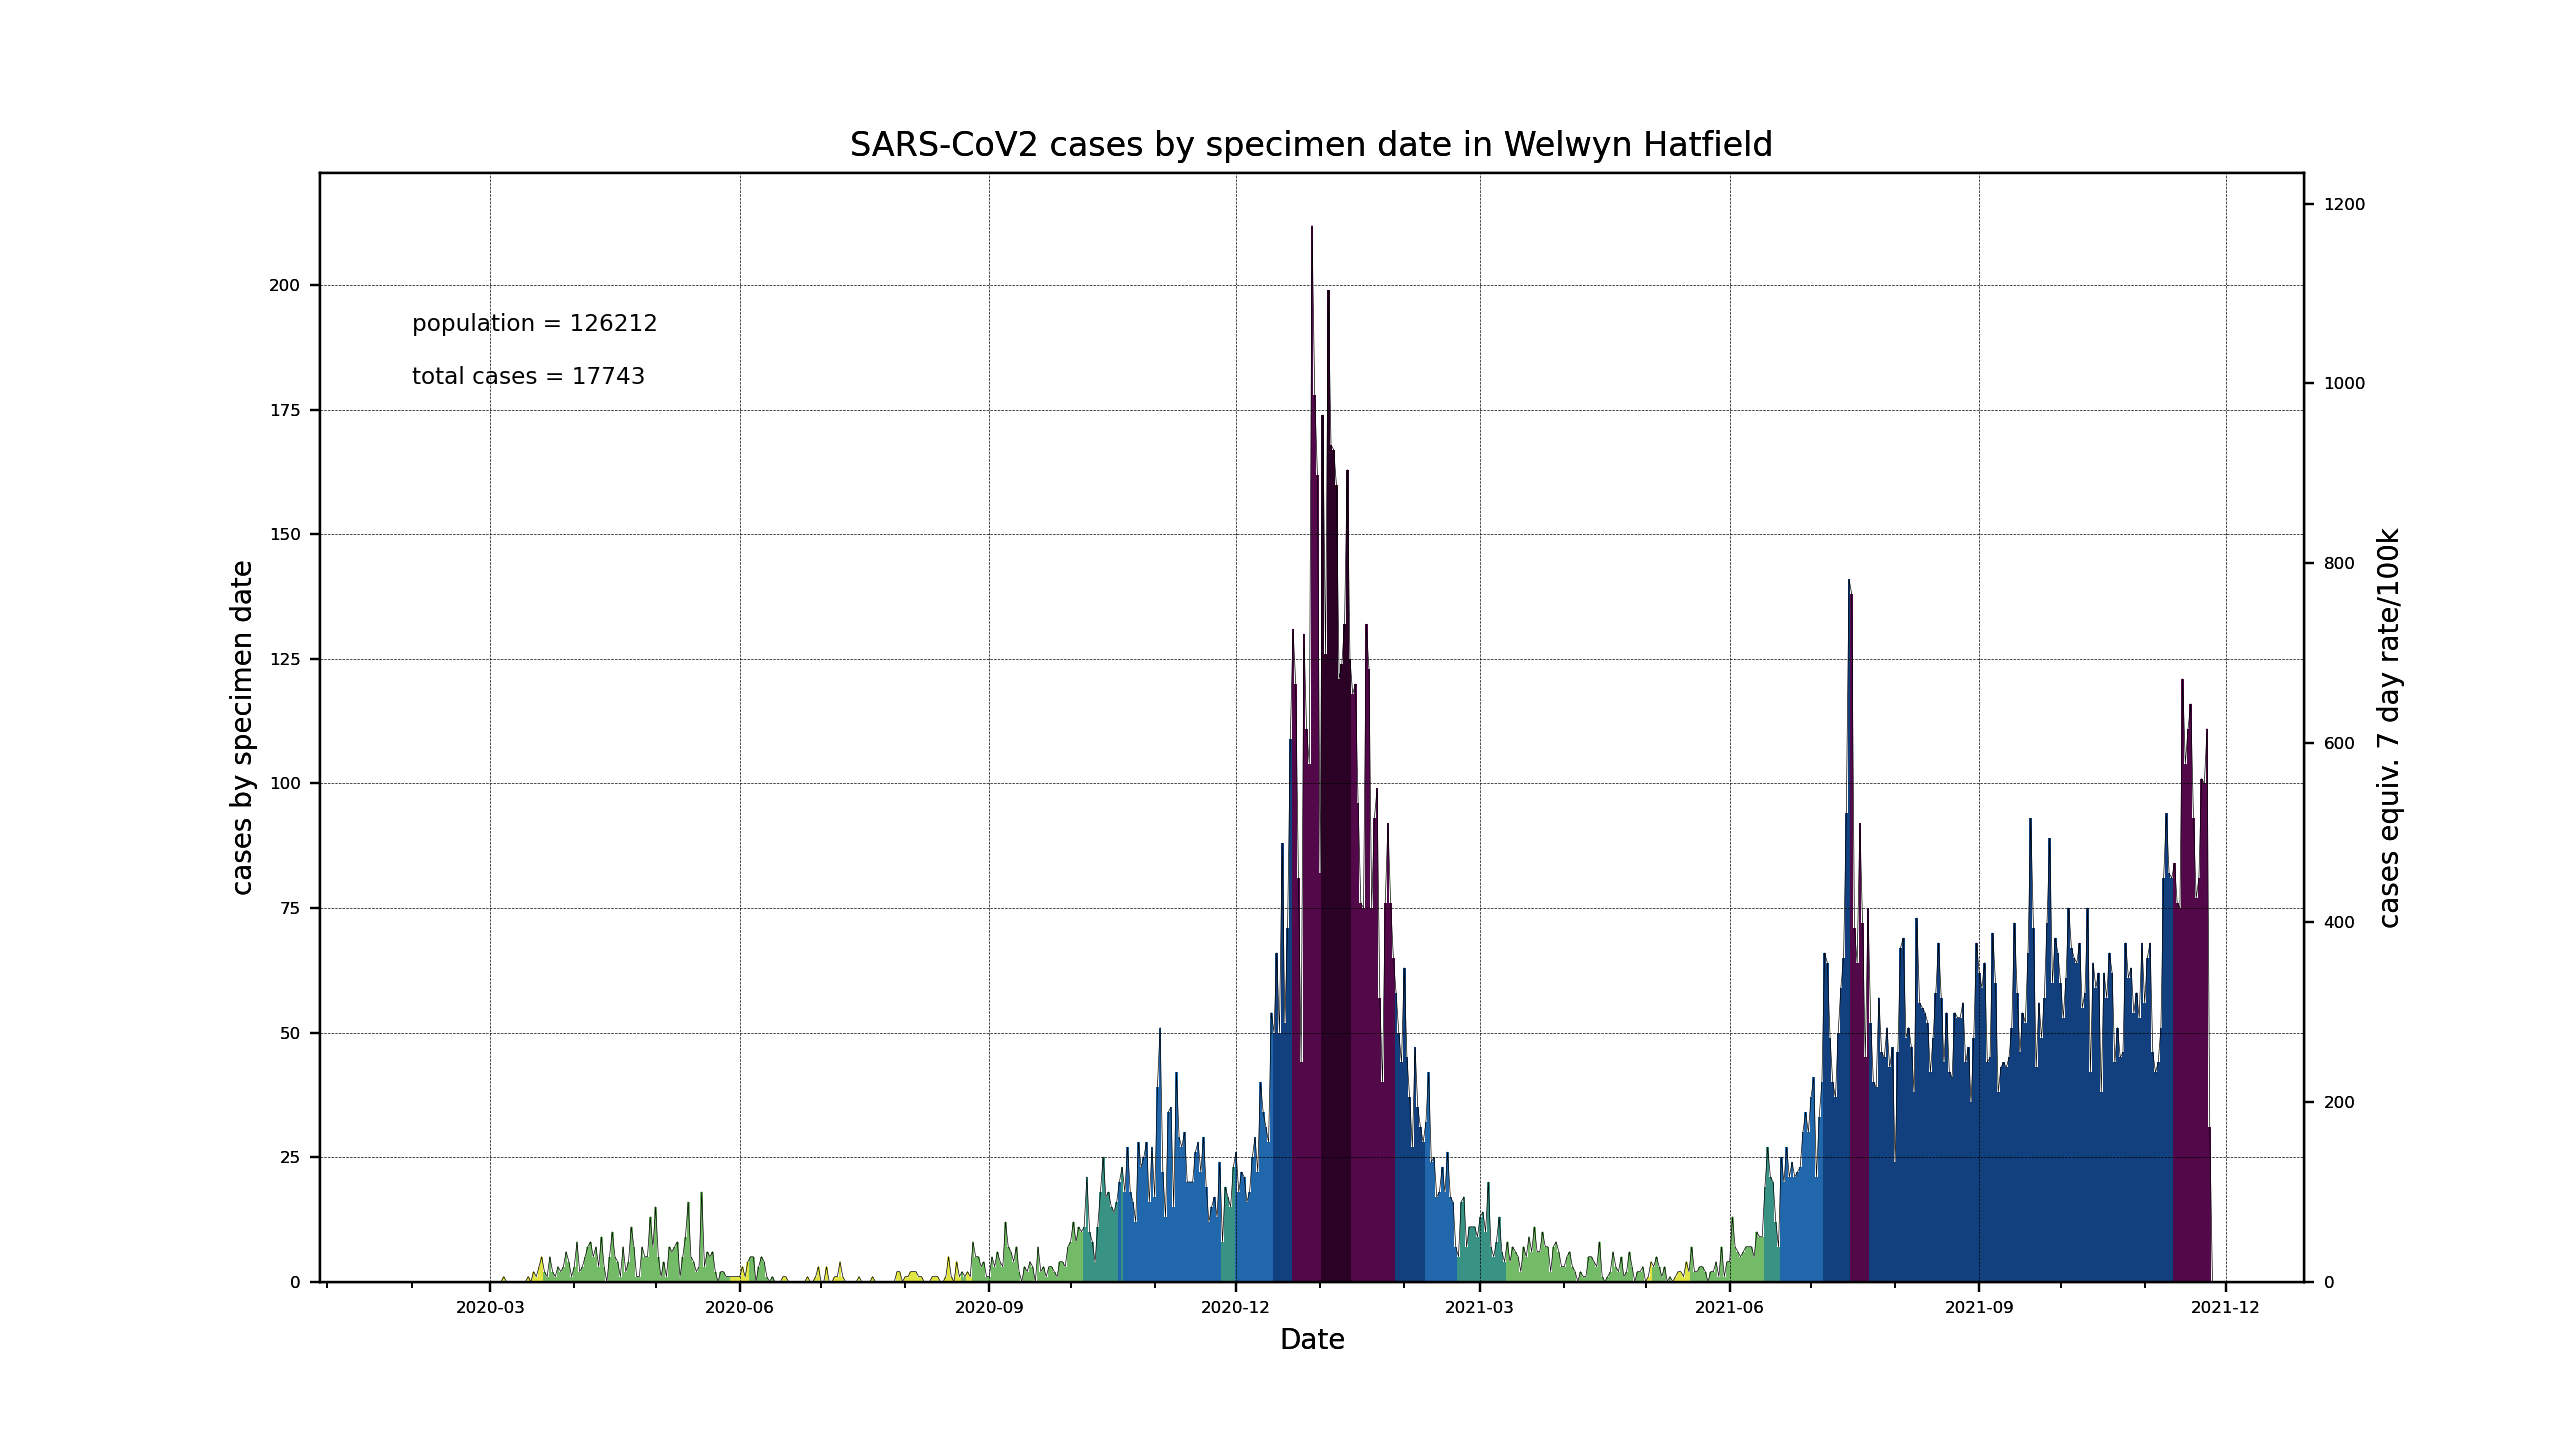 SARS-CoV2 cases by specimen date in Welwyn Hatfield
population = 126212
total cases = 17743
cases by specimen date
200
175
150
125
100
75
50
25
0
1200
1000
800
600
400
200
0
cases equiv. 7 day rate/100k
2020-03 2020-06 2020-09 2020-12 2021-03 2021-06 2021-09 2021-12
Date